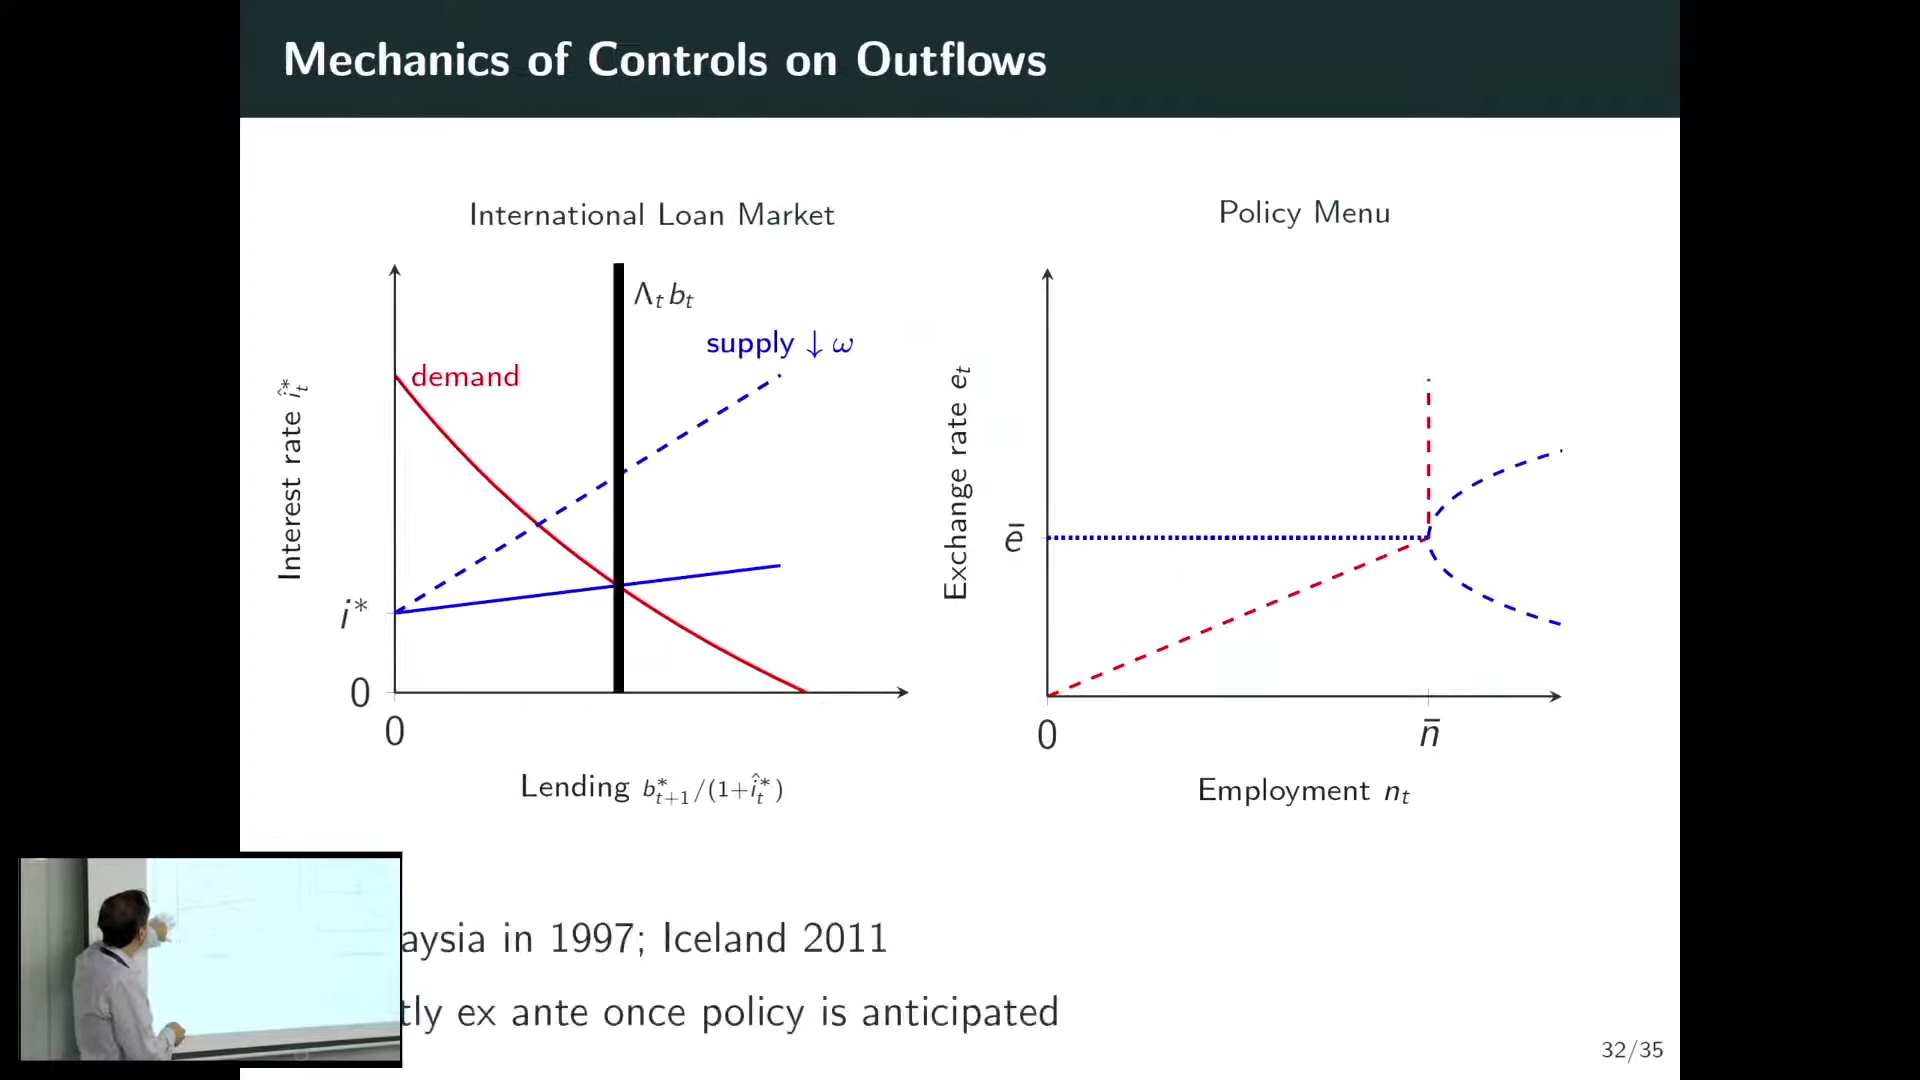 Mechanics of Controls on Outflows
International Loan Market
Λₜbₜ
supply ↓ ω
demand
Interest rate î*ₜ
i*
0
0
Lending b*ₜ₊₁/(1+î*ₜ)
Policy Menu
Exchange rate eₜ
ē
0
n̄
Employment nₜ
aysia in 1997; Iceland 2011
tly ex ante once policy is anticipated
32/35